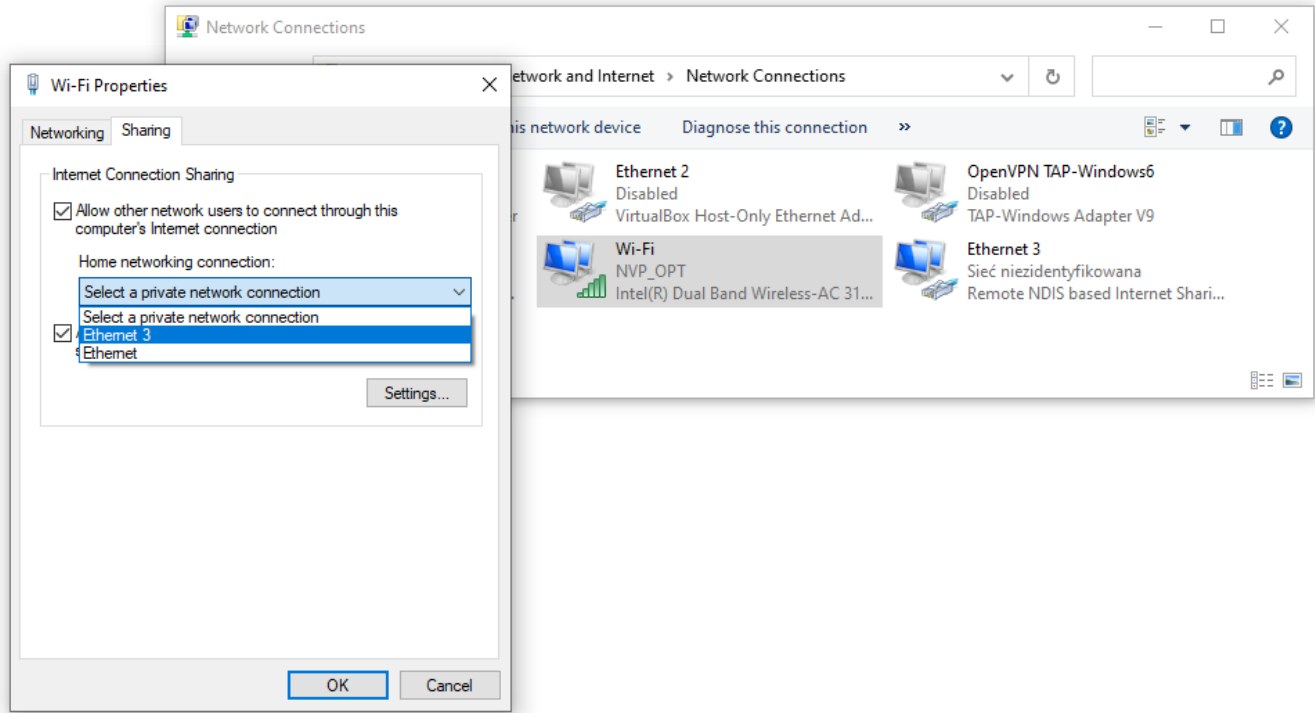 Network Connections
etwork and Internet > Network Connections
his network device Diagnose this connection »
Ethernet 2
Disabled
VirtualBox Host-Only Ethernet Ad...
OpenVPN TAP-Windows6
Disabled
TAP-Windows Adapter V9
Wi-Fi
NVP_OPT
Intel(R) Dual Band Wireless-AC 31...
Ethernet 3
Sieć niezidentyfikowana
Remote NDIS based Internet Shari...
Wi-Fi Properties
Networking Sharing
Internet Connection Sharing
Allow other network users to connect through this
computer's Internet connection
Home networking connection:
Select a private network connection
Select a private network connection
Ethernet 3
Ethernet
Settings...
OK Cancel